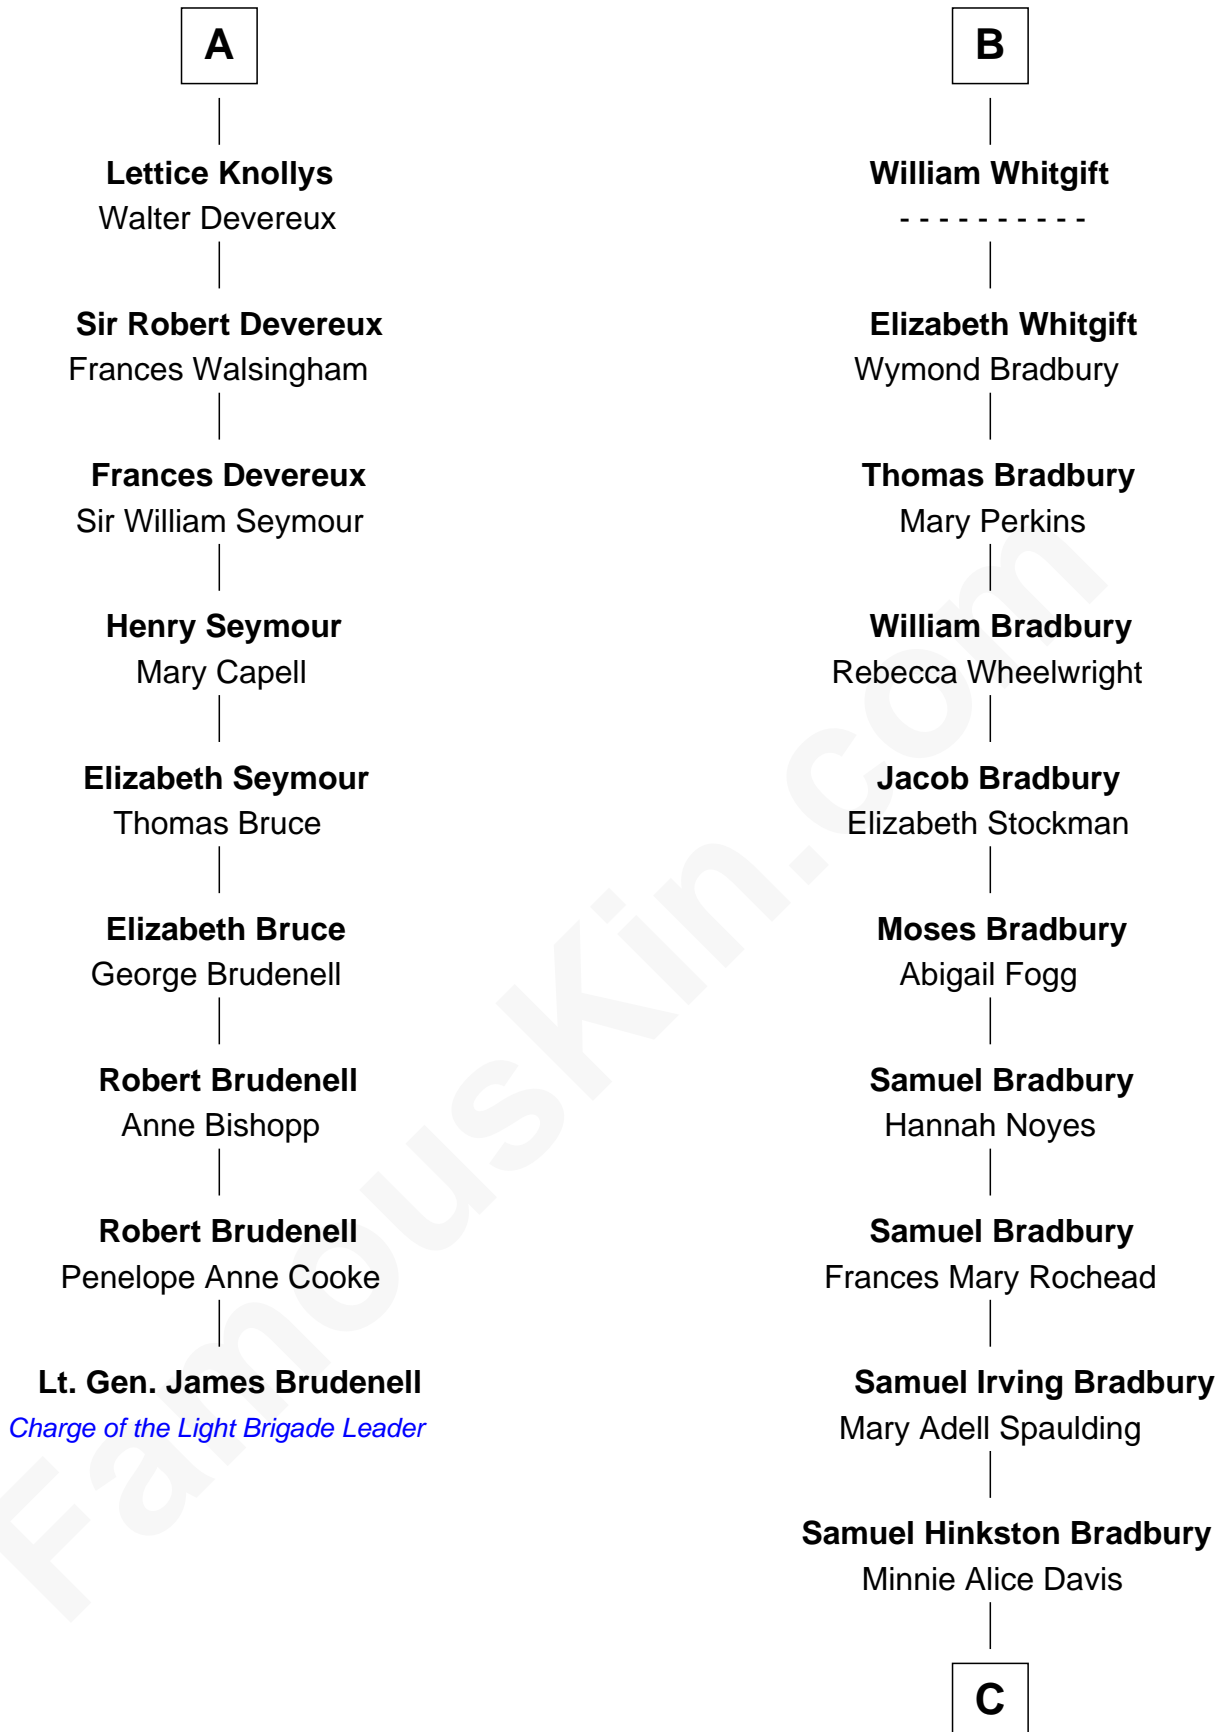 A
Lettice Knollys
Walter Devereux
Sir Robert Devereux
Frances Walsingham
Frances Devereux
Sir William Seymour
Henry Seymour
Mary Capell
Elizabeth Seymour
Thomas Bruce
Elizabeth Bruce
George Brudenell
Robert Brudenell
Anne Bishopp
Robert Brudenell
Penelope Anne Cooke
Lt. Gen. James Brudenell
Charge of the Light Brigade Leader
B
William Whitgift
- - - - - - - - - -
Elizabeth Whitgift
Wymond Bradbury
Thomas Bradbury
Mary Perkins
William Bradbury
Rebecca Wheelwright
Jacob Bradbury
Elizabeth Stockman
Moses Bradbury
Abigail Fogg
Samuel Bradbury
Hannah Noyes
Samuel Bradbury
Frances Mary Rochead
Samuel Irving Bradbury
Mary Adell Spaulding
Samuel Hinkston Bradbury
Minnie Alice Davis
C
FamousKin.com